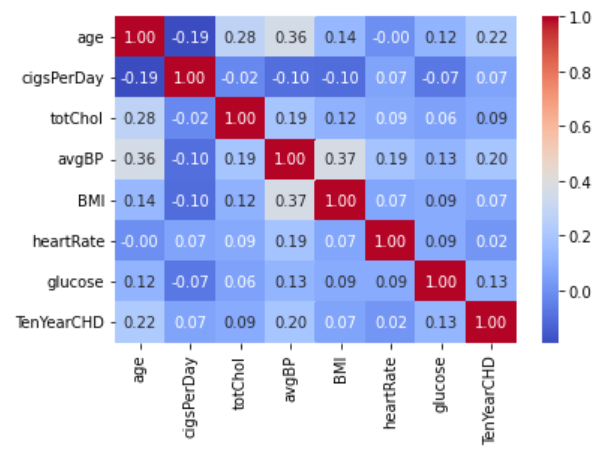 age 1.00 -0.19 0.28 0.36 0.14 -0.00 0.12 0.22
cigsPerDay -0.19 1.00 -0.02 -0.10 -0.10 0.07 -0.07 0.07
totChol 0.28 -0.02 1.00 0.19 0.12 0.09 0.06 0.09
avgBP 0.36 -0.10 0.19 1.00 0.37 0.19 0.13 0.20
BMI 0.14 -0.10 0.12 0.37 1.00 0.07 0.09 0.07
heartRate -0.00 0.07 0.09 0.19 0.07 1.00 0.09 0.02
glucose 0.12 -0.07 0.06 0.13 0.09 0.09 1.00 0.13
TenYearCHD 0.22 0.07 0.09 0.20 0.07 0.02 0.13 1.00
age
cigsPerDay
totChol
avgBP
BMI
heartRate
glucose
TenYearCHD
1.0
0.8
0.6
0.4
0.2
0.0